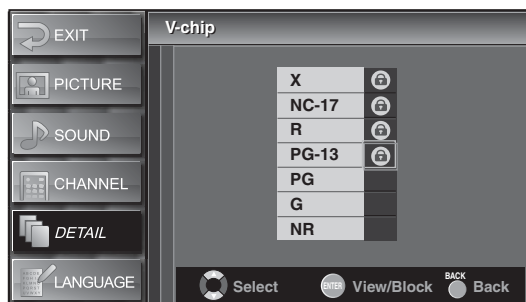 EXIT
PICTURE
SOUND
CHANNEL
DETAIL
LANGUAGE
V-chip
X
NC-17
R
PG-13
PG
G
NR
Select
ENTER View/Block
BACK
Back